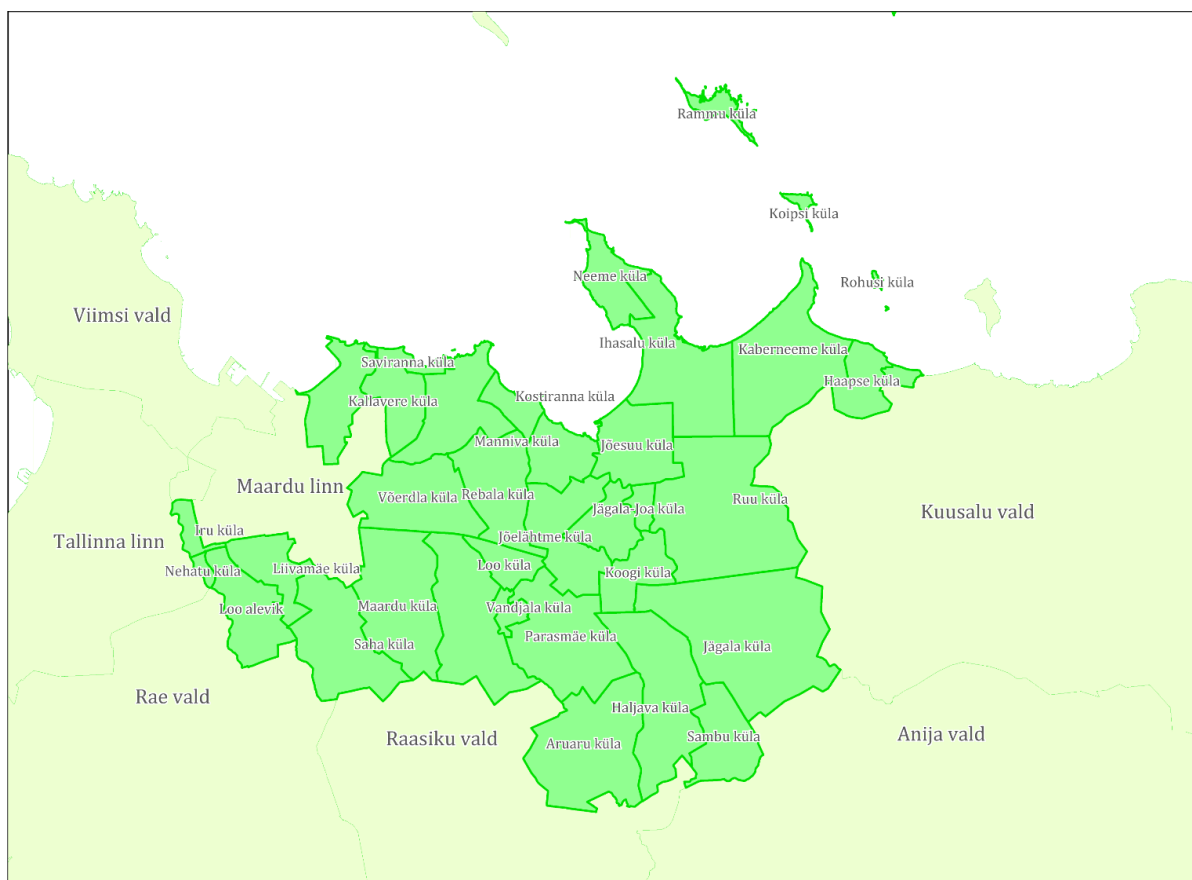 Rammu küla
Koipsi küla
Neeme küla
Rohusi küla
Viimsi vald
Ihasalu küla
Kaberneeme küla
Saviranna küla
Haapse küla
Kallavere küla
Kostiranna küla
Manniva küla
Jõesuu küla
Maardu linn
Võerdla küla
Rebala küla
Ruu küla
Jägala-Joa küla
Kuusalu vald
Iru küla
Tallinna linn
Jõelähtme küla
Nehatu küla
Liivamäe küla
Loo küla
Koogi küla
Loo alevik
Maardu küla
Vandjala küla
Parasmäe küla
Saha küla
Jägala küla
Rae vald
Haljava küla
Raasiku vald
Aruaru küla
Sambu küla
Anija vald